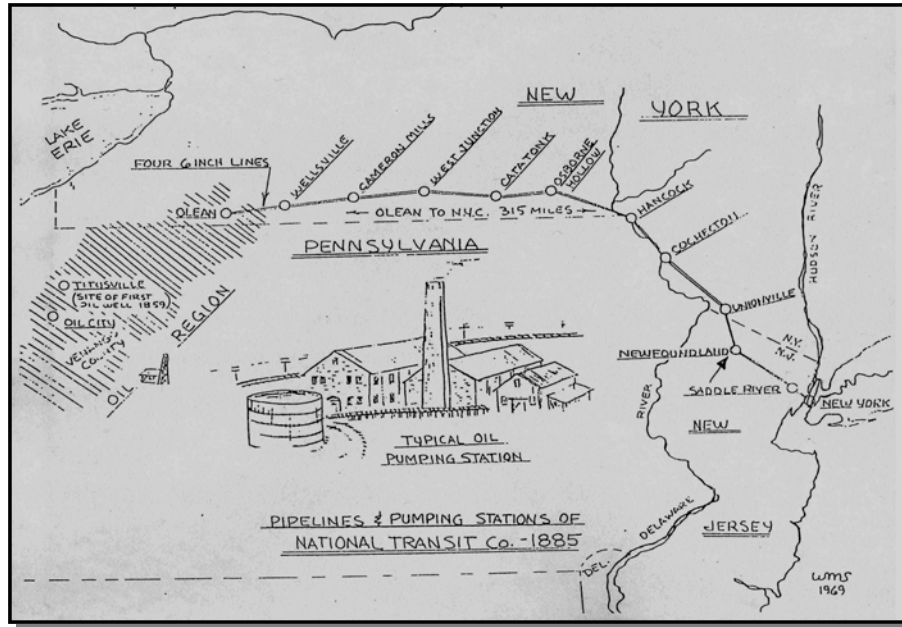 NEW
YORK
LAKE
ERIE
FOUR 6 INCH LINES
WELLSVILLE
CAMERON MILLS
WEST JUNCTION
CATATONK
OSBORNE
HOLLOW
HANCOCK
OLEAN
OLEAN TO N.Y.C. 315 MILES
COCHECTON
HUDSON RIVER
PENNSYLVANIA
TITUSVILLE
(SITE OF FIRST
OIL WELL 1859)
OIL CITY
VENANGO
COUNTY
OIL
REGION
UNIONVILLE
N.Y.
N.J.
NEWFOUNDLAND
SADDLE RIVER
NEW YORK
RIVER
NEW
TYPICAL OIL
PUMPING STATION
PIPELINES & PUMPING STATIONS OF
NATIONAL TRANSIT Co. - 1885
DELAWARE
DEL.
JERSEY
WMS
1969